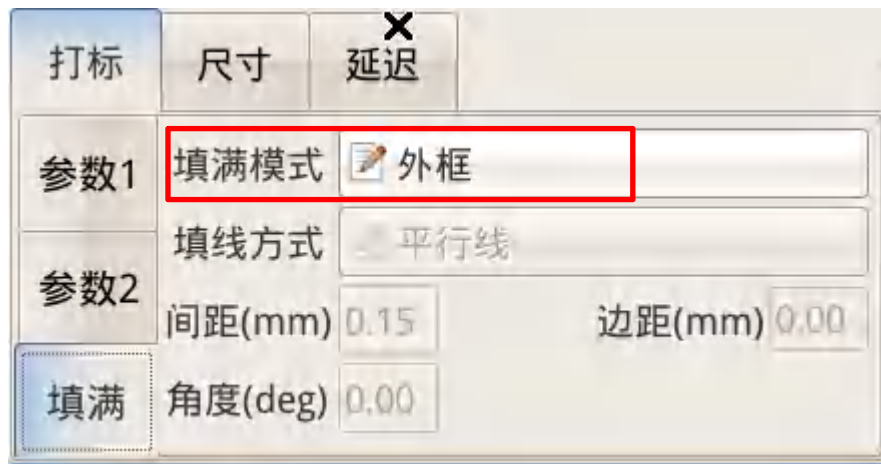 打标 尺寸 延迟
参数1 填满模式 外框
填线方式 平行线
参数2
间距(mm) 0.15 边距(mm) 0.00
填满 角度(deg) 0.00